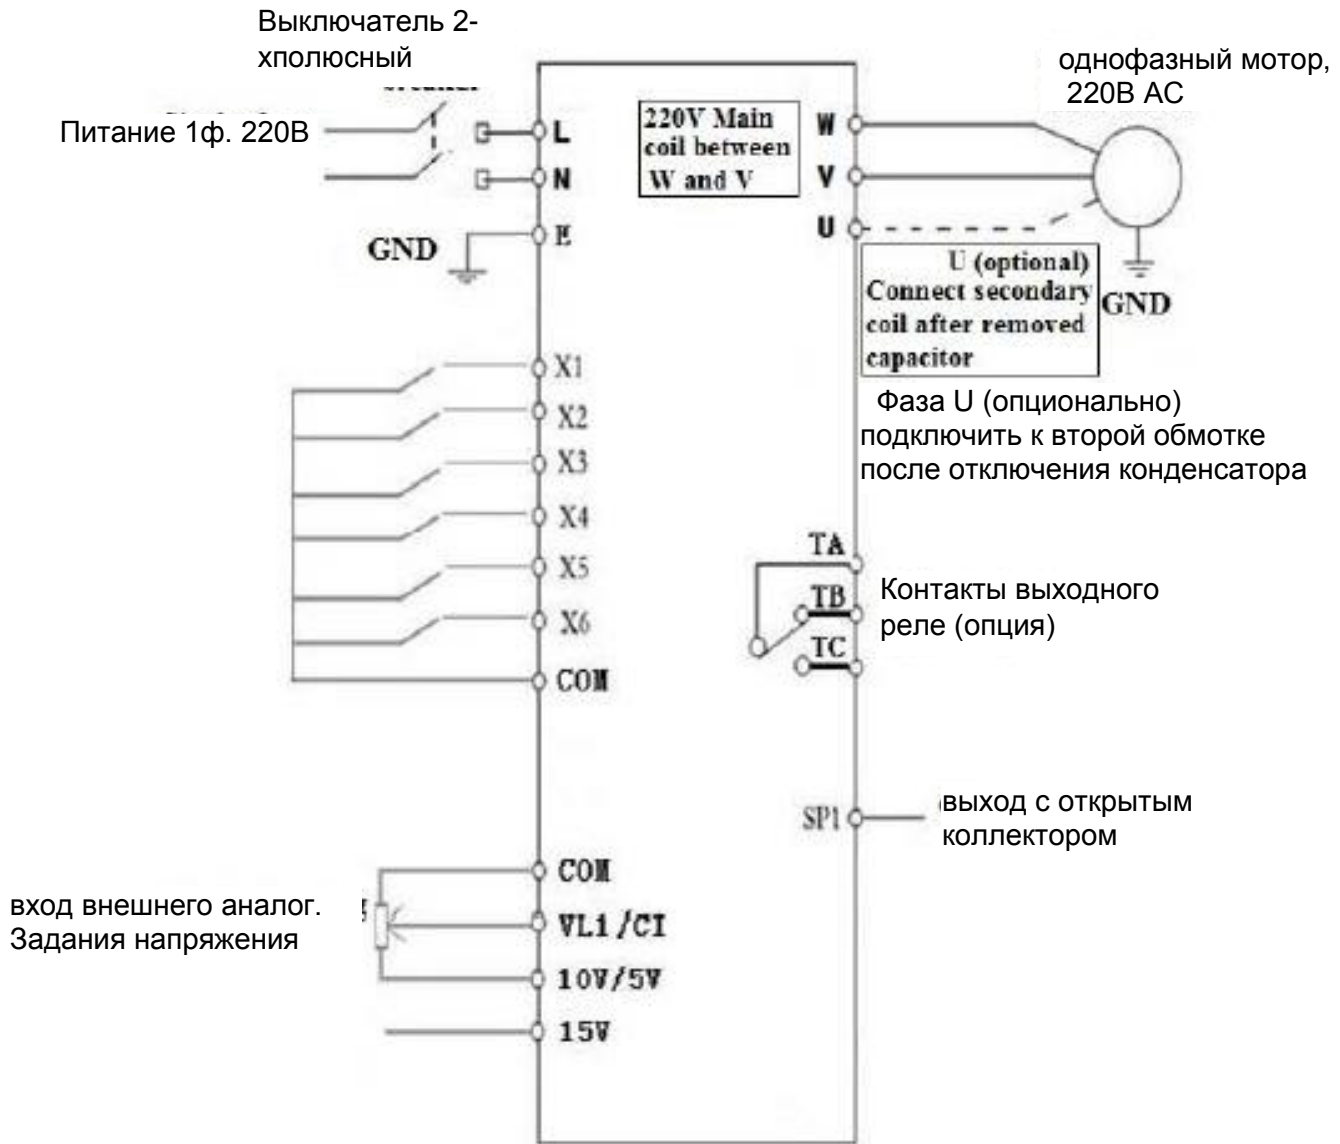 Выключатель 2-
хполюсный
Питание 1ф. 220В
L
N
E
GND
220V Main
coil between
W and V
W
V
U
однофазный мотор,
220В AC
GND
U (optional)
Connect secondary
coil after removed
capacitor
Фаза U (опционально)
подключить к второй обмотке
после отключения конденсатора
X1
X2
X3
X4
X5
X6
COM
TA
TB
TC
Контакты выходного
реле (опция)
SP1
выход с открытым
коллектором
COM
VL1/CI
10V/5V
15V
вход внешнего аналог.
Задания напряжения